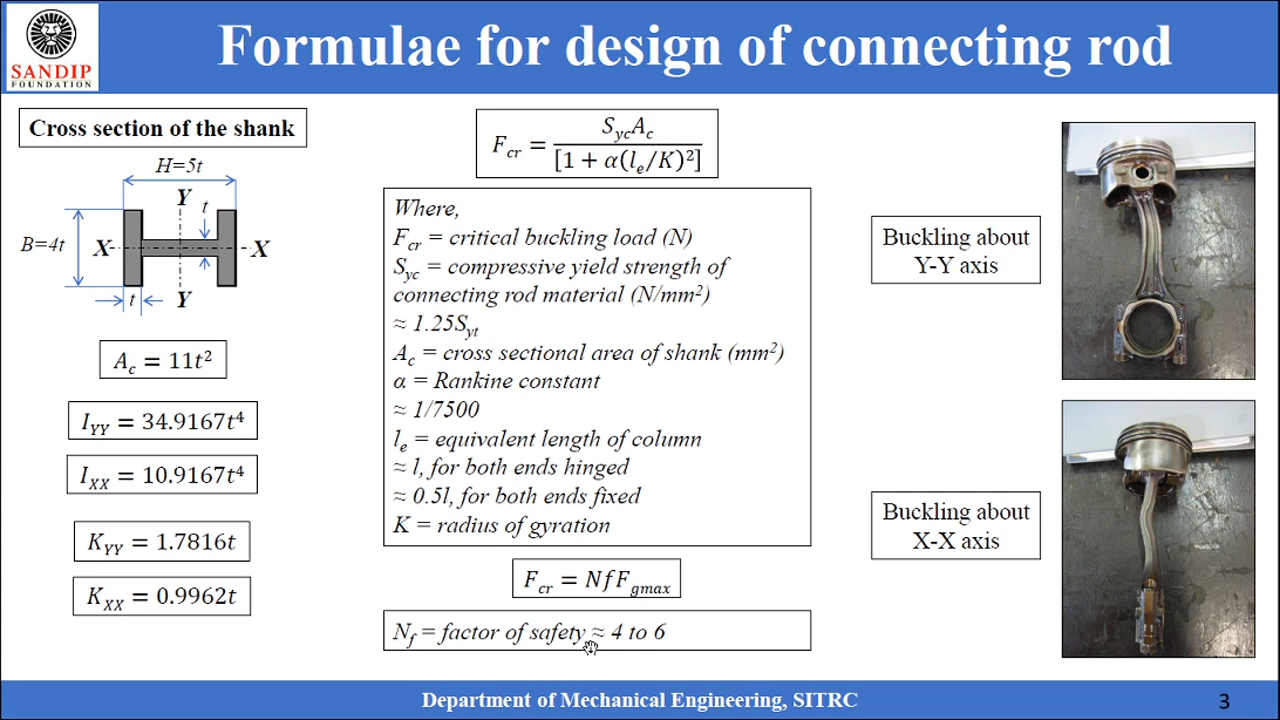 SANDIP
FOUNDATION
Formulae for design of connecting rod
Cross section of the shank
H=5t
Y
t
B=4t
X
X
t
Y
A_c = 11t²
I_YY = 34.9167t⁴
I_XX = 10.9167t⁴
K_YY = 1.7816t
K_XX = 0.9962t
F_cr = S_yc A_c / [1 + α(l_e/K)²]
Where,
F_cr = critical buckling load (N)
S_yc = compressive yield strength of
connecting rod material (N/mm²)
≈ 1.25S_yt
A_c = cross sectional area of shank (mm²)
α = Rankine constant
≈ 1/7500
l_e = equivalent length of column
≈ l, for both ends hinged
≈ 0.5l, for both ends fixed
K = radius of gyration
F_cr = NfF_gmax
N_f = factor of safety ≈ 4 to 6
Buckling about
Y-Y axis
Buckling about
X-X axis
Department of Mechanical Engineering, SITRC
3